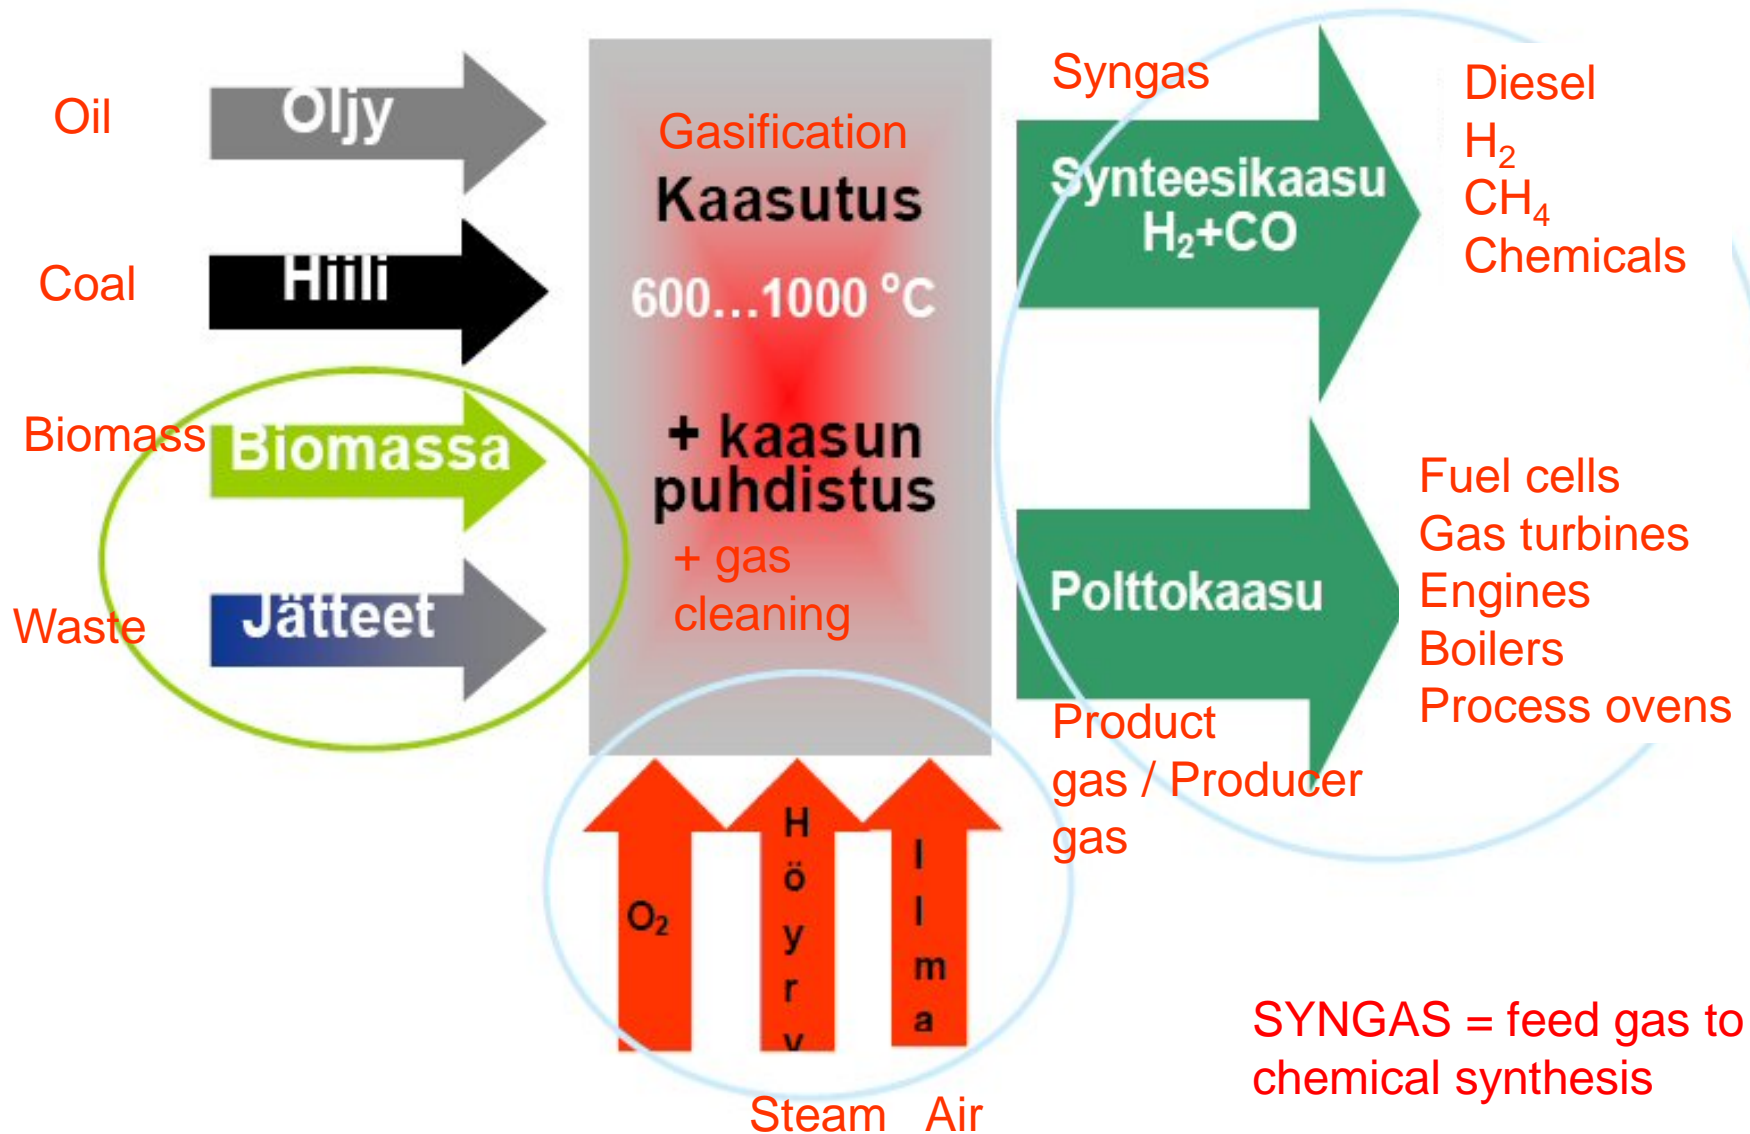 Oil
Öljy
Coal
Hiili
Biomass
Biomassa
Waste
Jätteet
Gasification
Kaasutus
600...1000 °C
+ kaasun
puhdistus
+ gas
cleaning
O₂
Höyry
Ilma
Steam
Air
Syngas
Synteesikaasu
H₂+CO
Diesel
H₂
CH₄
Chemicals
Polttokaasu
Product
gas / Producer
gas
Fuel cells
Gas turbines
Engines
Boilers
Process ovens
SYNGAS = feed gas to
chemical synthesis